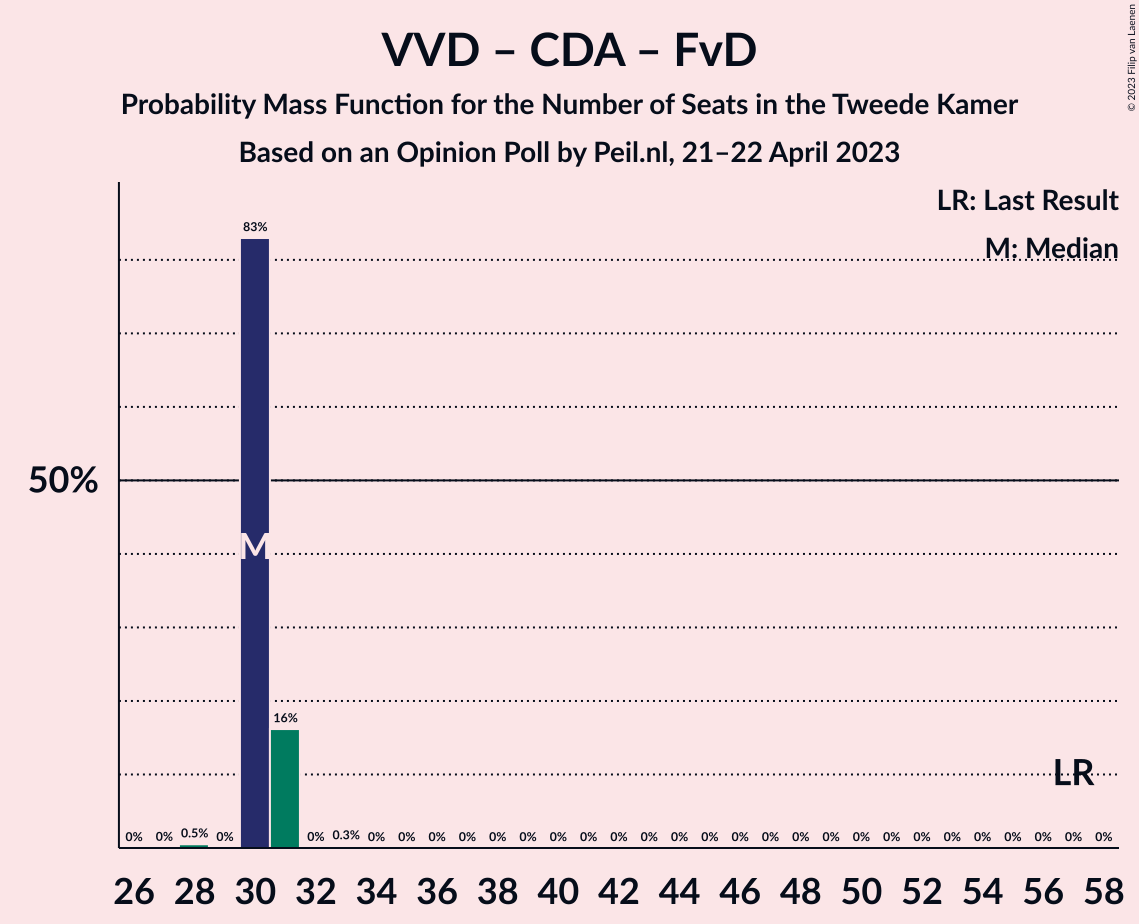 VVD – CDA – FvD
Probability Mass Function for the Number of Seats in the Tweede Kamer
Based on an Opinion Poll by Peil.nl, 21–22 April 2023
© 2023 Filip van Laenen
LR: Last Result
M: Median
83%
50%
M
16%
LR
0% 0% 0.5% 0% 0% 0.3% 0% 0% 0% 0% 0% 0% 0% 0% 0% 0% 0% 0% 0% 0% 0% 0% 0% 0% 0% 0% 0% 0% 0% 0% 0%
26 28 30 32 34 36 38 40 42 44 46 48 50 52 54 56 58